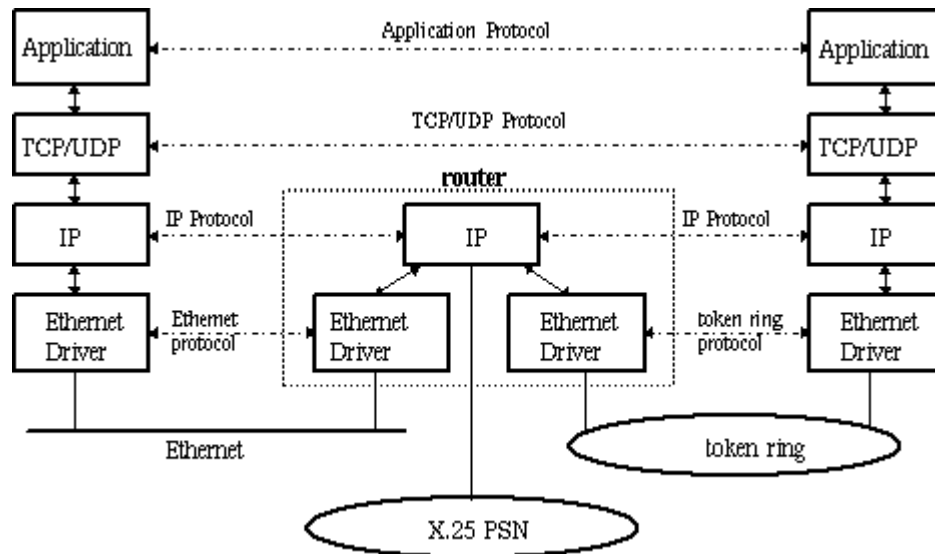 Application
Application Protocol
Application
TCP/UDP
TCP/UDP Protocol
TCP/UDP
router
IP
IP Protocol
IP
IP Protocol
IP
Ethernet
Driver
Ethernet
protocol
Ethernet
Driver
Ethernet
Driver
token ring
protocol
Ethernet
Driver
Ethernet
token ring
X.25 PSN